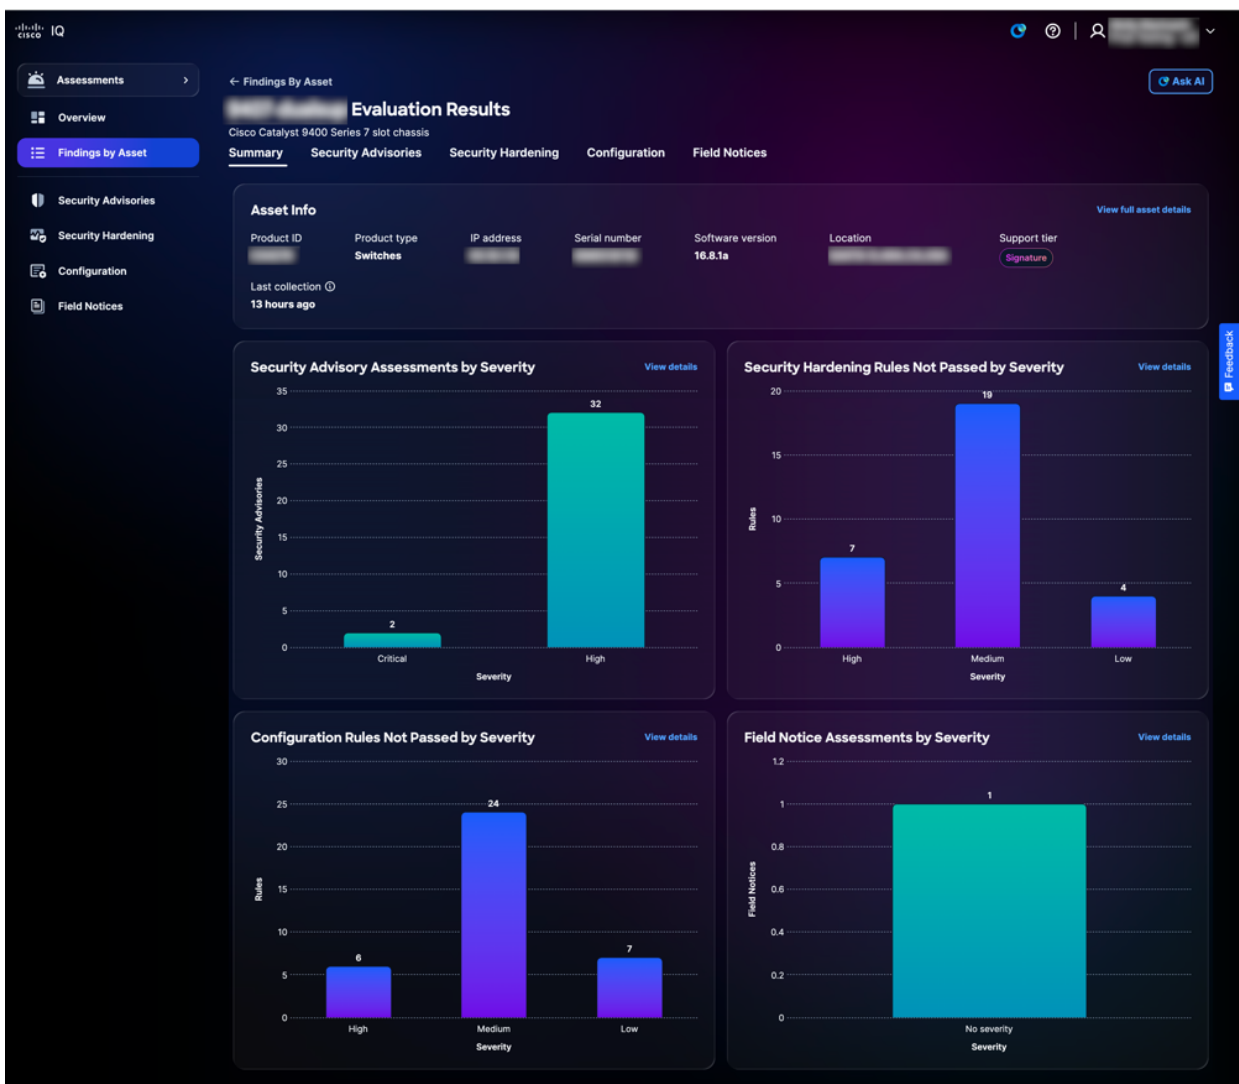 cisco IQ
Assessments
Overview
Findings by Asset
Security Advisories
Security Hardening
Configuration
Field Notices
← Findings By Asset
Ask AI
Evaluation Results
Cisco Catalyst 9400 Series 7 slot chassis
Summary Security Advisories Security Hardening Configuration Field Notices
Asset Info View full asset details
Product ID Product type IP address Serial number Software version Location Support tier
Switches 16.8.1a Signature
Last collection
13 hours ago
Feedback
Security Advisory Assessments by Severity View details
35
30
25
20
15
10
5
0
Security Advisories
2
32
Critical High
Severity
Security Hardening Rules Not Passed by Severity View details
20
15
10
5
0
Rules
7
19
4
High Medium Low
Severity
Configuration Rules Not Passed by Severity View details
30
25
20
15
10
5
0
Rules
6
24
7
High Medium Low
Severity
Field Notice Assessments by Severity View details
1.2
1
0.8
0.6
0.4
0.2
0
Field Notices
1
No severity
Severity